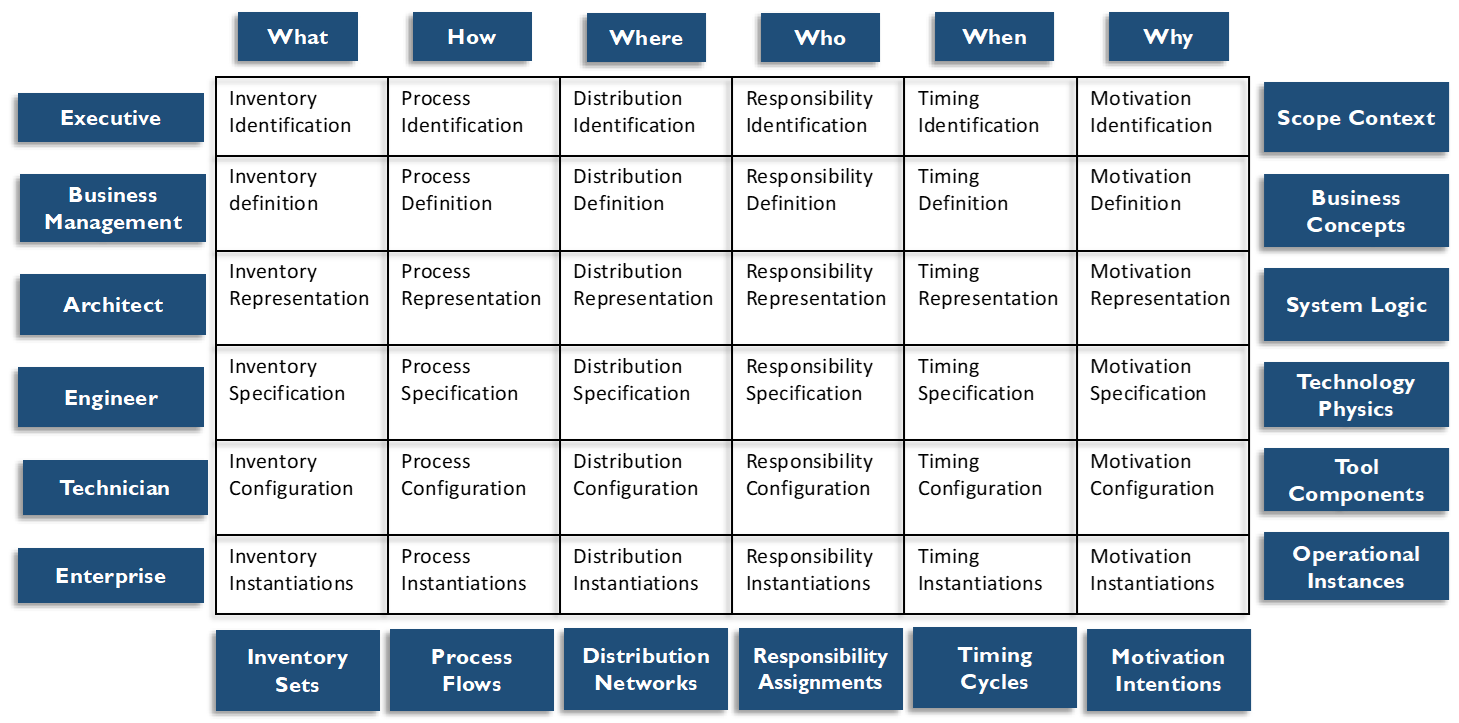 What How Where Who When Why
Executive
Inventory Identification
Process Identification
Distribution Identification
Responsibility Identification
Timing Identification
Motivation Identification
Scope Context
Business Management
Inventory definition
Process Definition
Distribution Definition
Responsibility Definition
Timing Definition
Motivation Definition
Business Concepts
Architect
Inventory Representation
Process Representation
Distribution Representation
Responsibility Representation
Timing Representation
Motivation Representation
System Logic
Engineer
Inventory Specification
Process Specification
Distribution Specification
Responsibility Specification
Timing Specification
Motivation Specification
Technology Physics
Technician
Inventory Configuration
Process Configuration
Distribution Configuration
Responsibility Configuration
Timing Configuration
Motivation Configuration
Tool Components
Enterprise
Inventory Instantiations
Process Instantiations
Distribution Instantiations
Responsibility Instantiations
Timing Instantiations
Motivation Instantiations
Operational Instances
Inventory Sets
Process Flows
Distribution Networks
Responsibility Assignments
Timing Cycles
Motivation Intentions